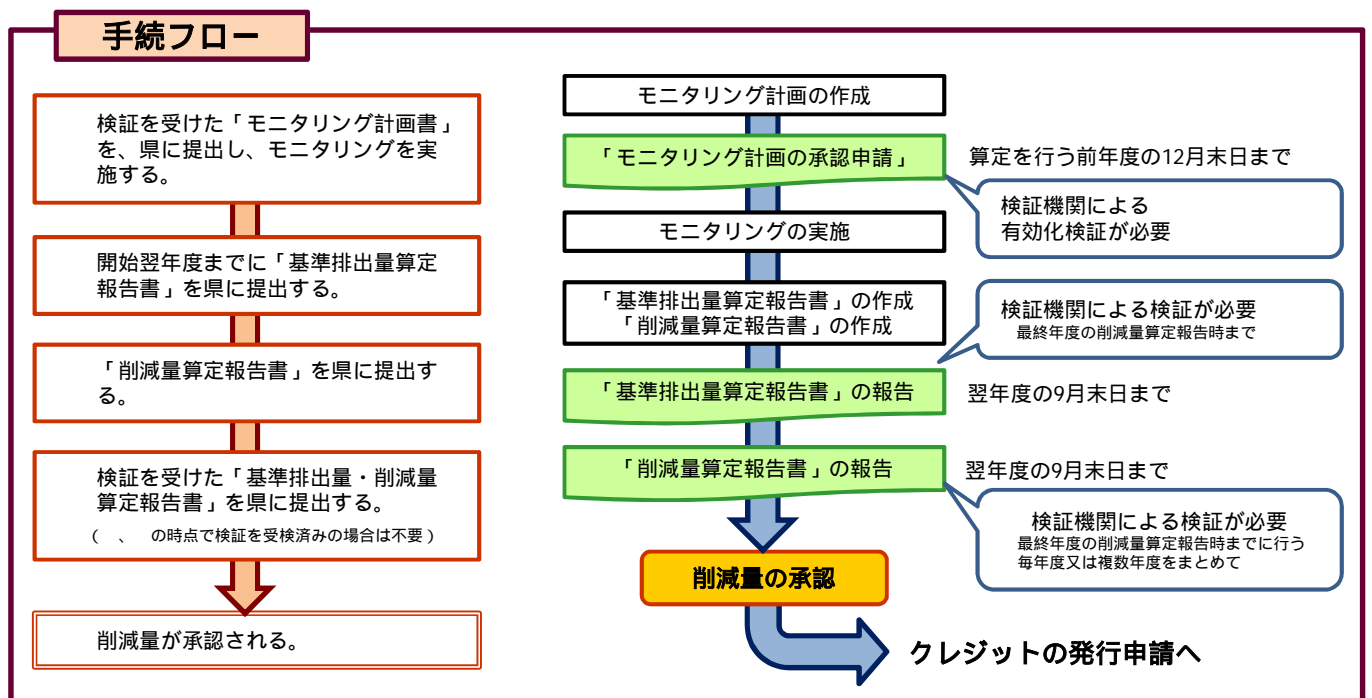 手続フロー
検証を受けた「モニタリング計画書」
を、県に提出し、モニタリングを実
施する。
開始翌年度までに「基準排出量算定
報告書」を県に提出する。
「削減量算定報告書」を県に提出す
る。
検証を受けた「基準排出量・削減量
算定報告書」を県に提出する。
（　、　の時点で検証を受検済みの場合は不要）
削減量が承認される。
モニタリング計画の作成
「モニタリング計画の承認申請」
算定を行う前年度の12月末日まで
検証機関による
有効化検証が必要
モニタリングの実施
「基準排出量算定報告書」の作成
「削減量算定報告書」の作成
検証機関による検証が必要
最終年度の削減量算定報告時まで
「基準排出量算定報告書」の報告
翌年度の9月末日まで
「削減量算定報告書」の報告
翌年度の9月末日まで
検証機関による検証が必要
最終年度の削減量算定報告時までに行う
毎年度又は複数年度をまとめて
削減量の承認
クレジットの発行申請へ